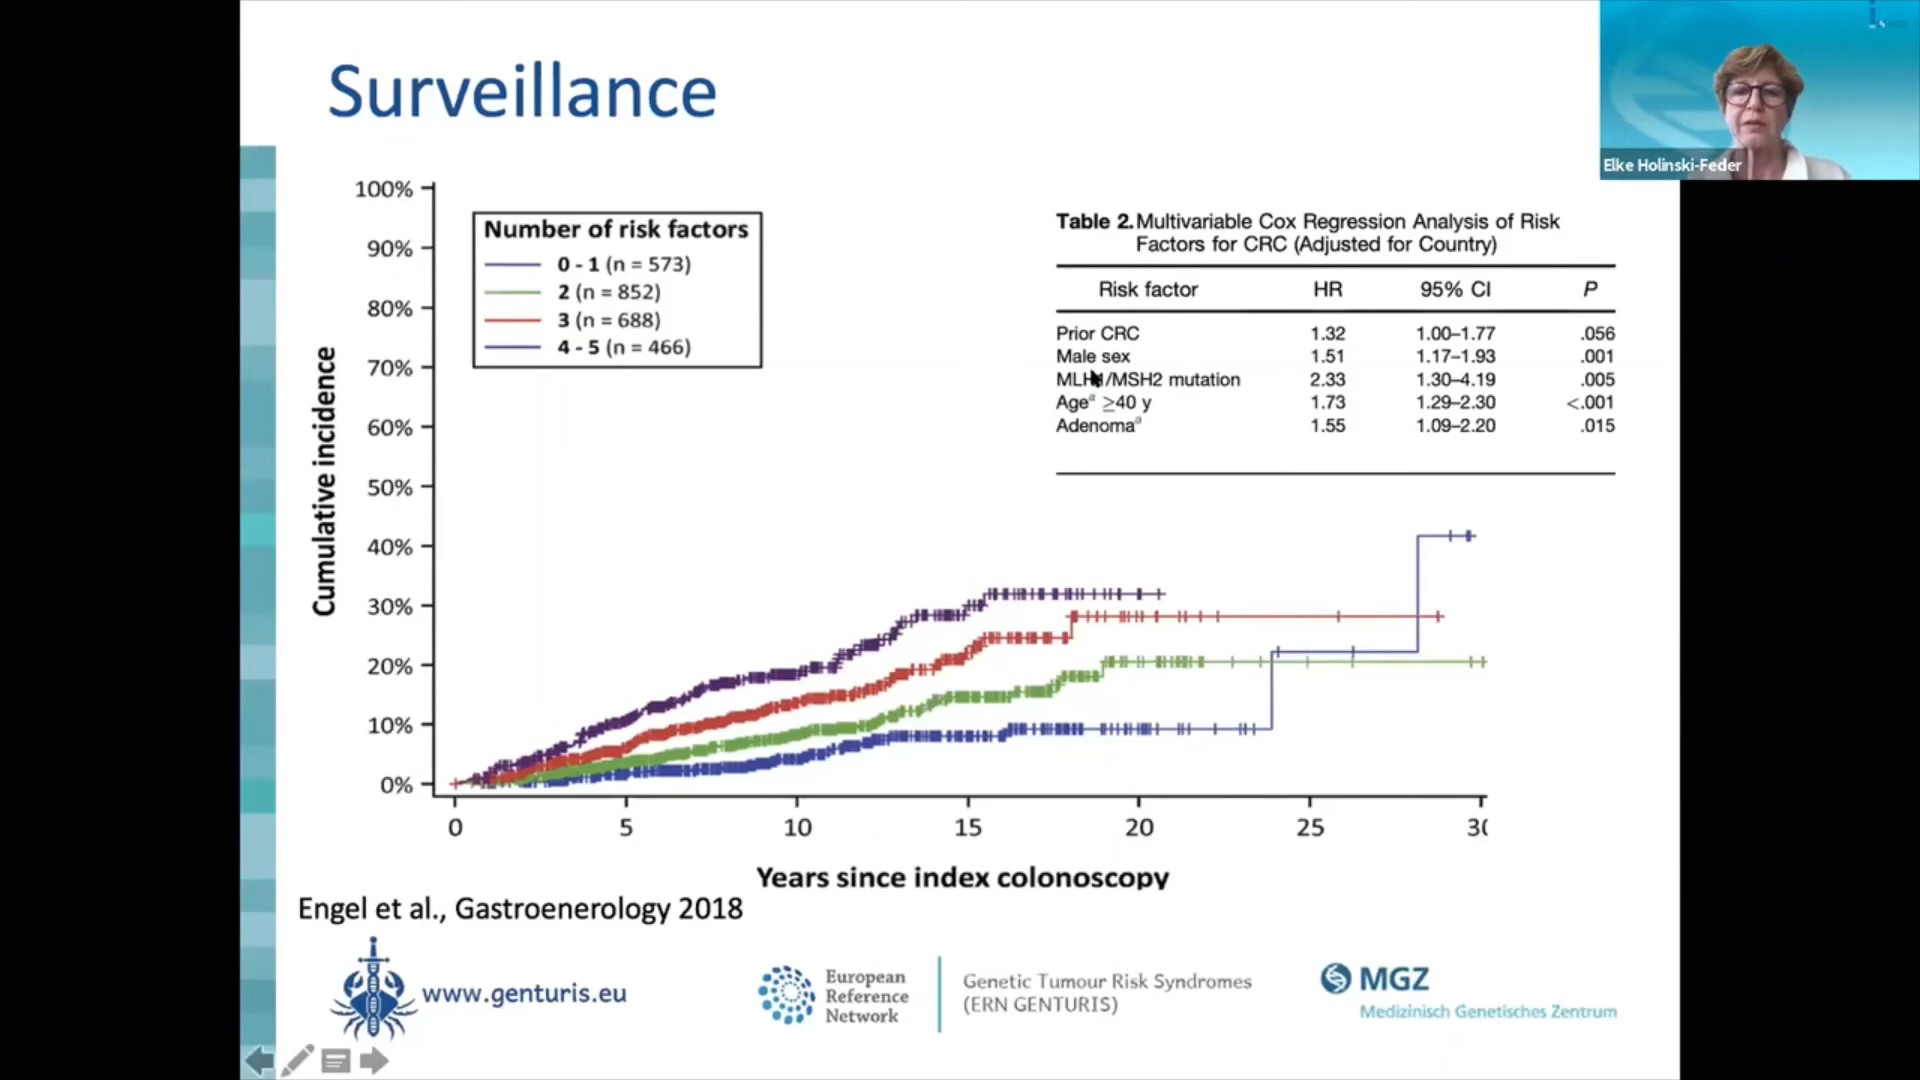 Surveillance
Elke Holinski-Feder
Cumulative incidence
100%
90%
80%
70%
60%
50%
40%
30%
20%
10%
0%
Number of risk factors
0 - 1 (n = 573)
2 (n = 852)
3 (n = 688)
4 - 5 (n = 466)
Table 2. Multivariable Cox Regression Analysis of Risk
Factors for CRC (Adjusted for Country)
Risk factor HR 95% CI P
Prior CRC 1.32 1.00–1.77 .056
Male sex 1.51 1.17–1.93 .001
MLH1/MSH2 mutation 2.33 1.30–4.19 .005
Ageᵃ ≥40 y 1.73 1.29–2.30 <.001
Adenomaᵃ 1.55 1.09–2.20 .015
0 5 10 15 20 25 30
Years since index colonoscopy
Engel et al., Gastroenerology 2018
www.genturis.eu
European
Reference
Network
Genetic Tumour Risk Syndromes
(ERN GENTURIS)
MGZ
Medizinisch Genetisches Zentrum